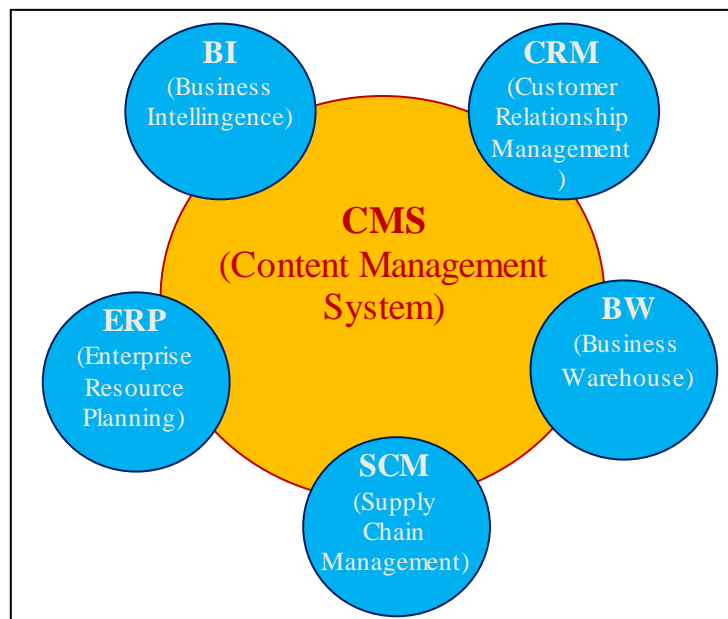 BI
(Business
Intellingence)
CRM
(Customer
Relationship
Management
)
CMS
(Content Management
System)
ERP
(Enterprise
Resource
Planning)
BW
(Business
Warehouse)
SCM
(Supply
Chain
Management)